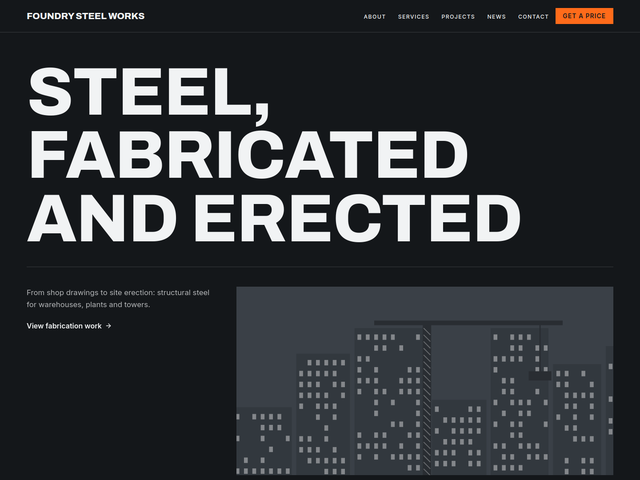 FOUNDRY STEEL WORKS
ABOUT SERVICES PROJECTS NEWS CONTACT GET A PRICE
STEEL,
FABRICATED
AND ERECTED
From shop drawings to site erection: structural steel
for warehouses, plants and towers.
View fabrication work →